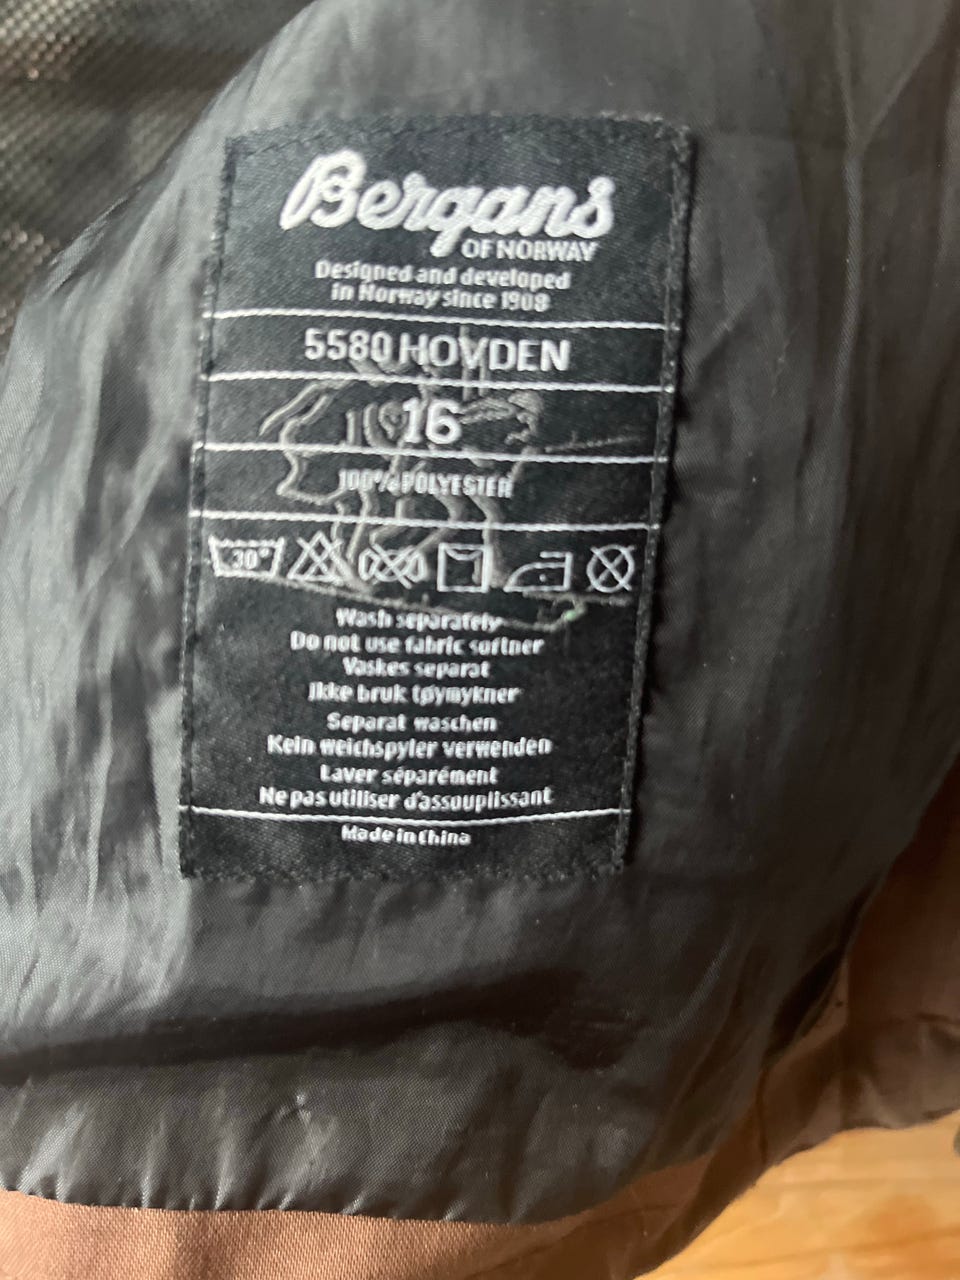 Bergans
OF NORWAY
Designed and developed
in Norway since 1908
5580 HOVDEN
16
100% POLYESTER
30°
Wash separately
Do not use fabric softner
Vaskes separat
Ikke bruk tøymykner
Separat waschen
Kein weichspyler verwenden
Laver séparément
Ne pas utiliser d'assouplissant
Made in China